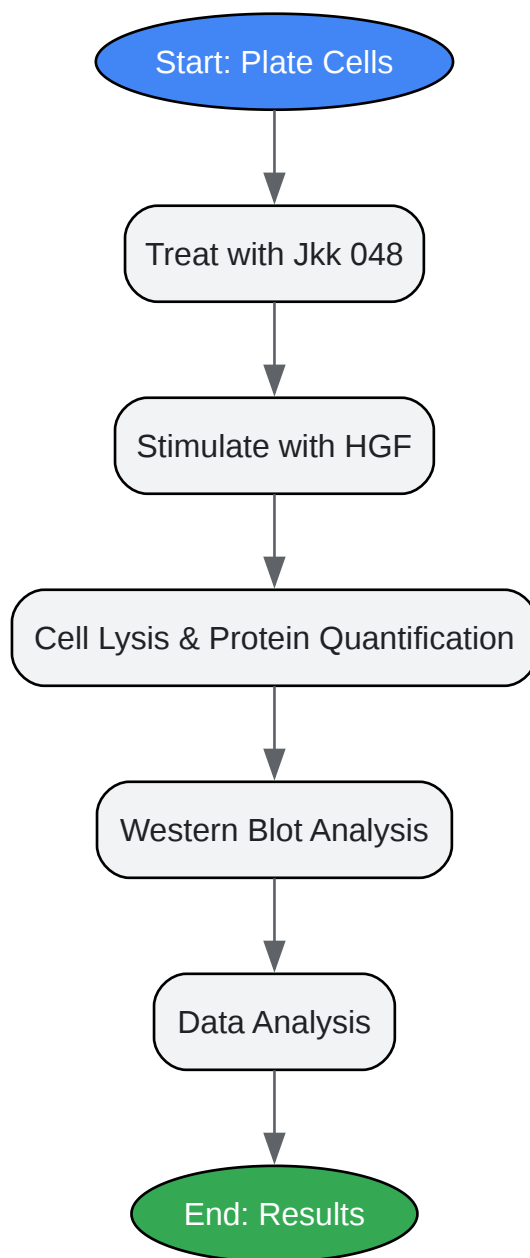 Start: Plate Cells
Treat with Jkk 048
Stimulate with HGF
Cell Lysis & Protein Quantification
Western Blot Analysis
Data Analysis
End: Results